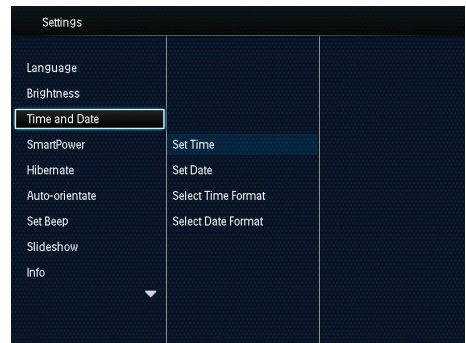 Settings
Language
Brightness
Time and Date
SmartPower
Hibernate
Auto-orientate
Set Beep
Slideshow
Info
Set Time
Set Date
Select Time Format
Select Date Format